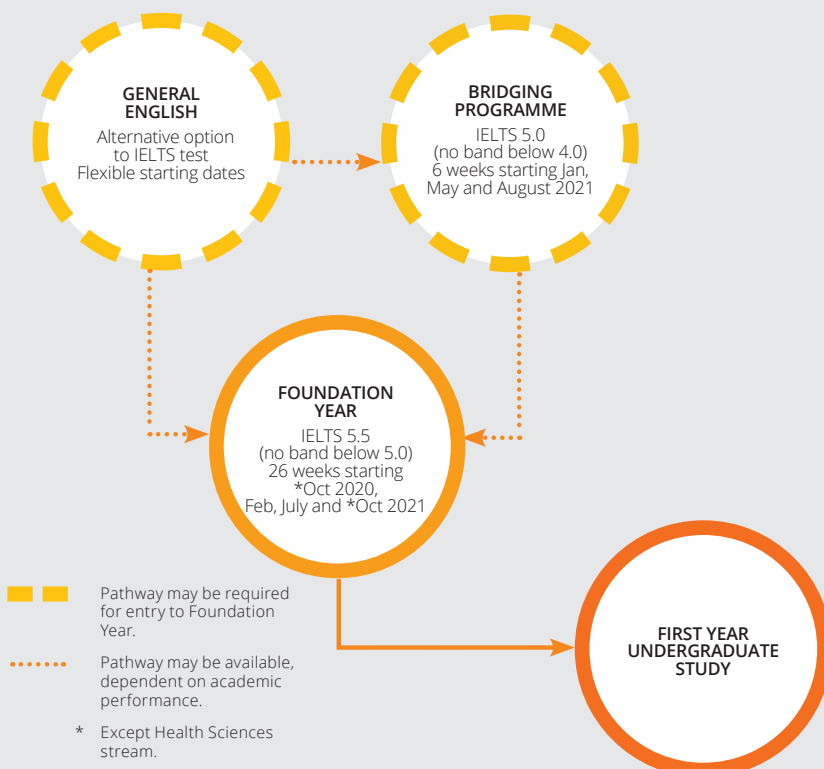 GENERAL
ENGLISH
Alternative option
to IELTS test
Flexible starting dates
BRIDGING
PROGRAMME
IELTS 5.0
(no band below 4.0)
6 weeks starting Jan,
May and August 2021
FOUNDATION
YEAR
IELTS 5.5
(no band below 5.0)
26 weeks starting
*Oct 2020,
Feb, July and *Oct 2021
FIRST YEAR
UNDERGRADUATE
STUDY
Pathway may be required
for entry to Foundation
Year.
Pathway may be available,
dependent on academic
performance.
* Except Health Sciences
stream.